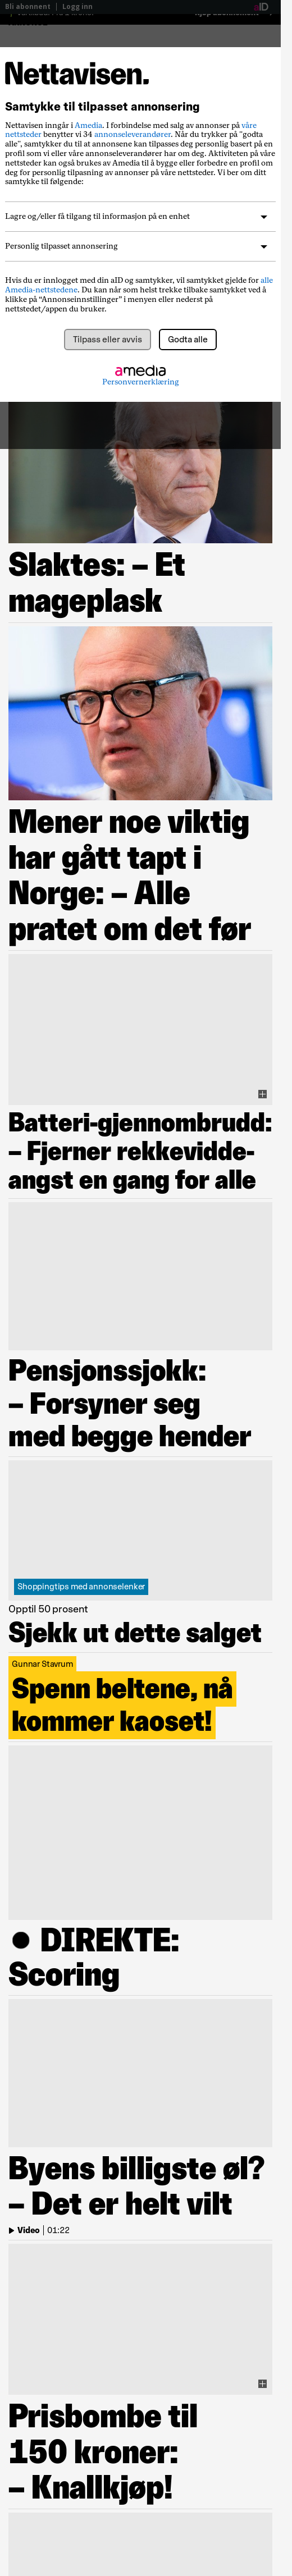 Bli abonnent | Logg inn
aID
Nettavisen.
Samtykke til tilpasset annonsering
Nettavisen inngår i Amedia. I forbindelse med salg av annonser på våre
nettsteder benytter vi 34 annonseleverandører. Når du trykker på "godta
alle", samtykker du til at annonsene kan tilpasses deg personlig basert på en
profil som vi eller våre annonseleverandører har om deg. Aktiviteten på våre
nettsteder kan også brukes av Amedia til å bygge eller forbedre en profil om
deg til personlig tilpasning av annonser på våre nettsteder. Vi ber om ditt
samtykke til følgende:
Lagre og/eller få tilgang til informasjon på en enhet
Personlig tilpasset annonsering
Hvis du er innlogget med din aID og samtykker, vil samtykket gjelde for alle
Amedia-nettstedene. Du kan når som helst trekke tilbake samtykket ved å
klikke på “Annonseinnstillinger” i menyen eller nederst på
nettstedet/appen du bruker.
Tilpass eller avvis
Godta alle
amedia
Personvernerklæring
Slaktes: – Et
mageplask
Mener noe viktig
har gått tapt i
Norge: – Alle
pratet om det før
Batteri-gjennombrudd:
– Fjerner rekkevidde-
angst en gang for alle
Pensjonssjokk:
– Forsyner seg
med begge hender
Shoppingtips med annonselenker
Opptil 50 prosent
Sjekk ut dette salget
Gunnar Stavrum
Spenn beltene, nå
kommer kaoset!
● DIREKTE:
Scoring
Byens billigste øl?
– Det er helt vilt
Video | 01:22
Prisbombe til
150 kroner:
– Knallkjøp!